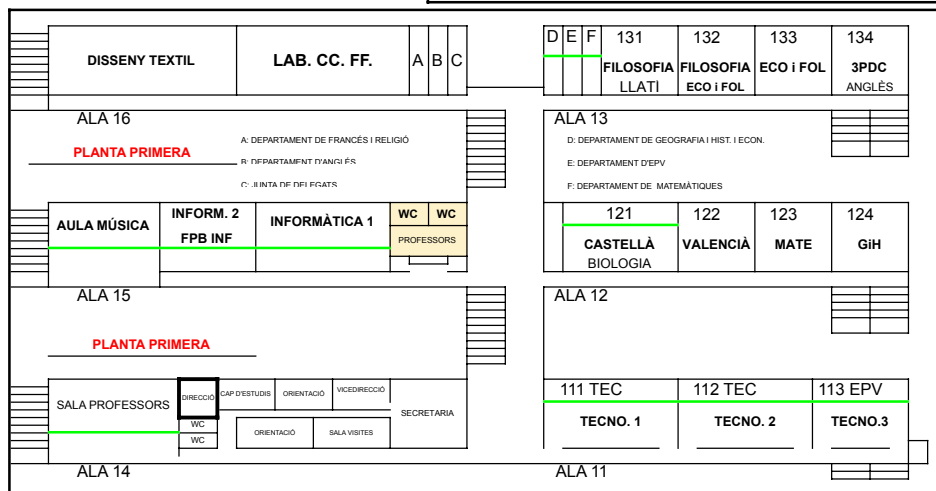 DISSENY TEXTIL
LAB. CC. FF.
A B C
D E F
131
132
133
134
FILOSOFIA
FILOSOFIA
ECO i FOL
3PDC
LLATÌ
ECO i FOL
ANGLÈS
ALA 16
ALA 13
PLANTA PRIMERA
A: DEPARTAMENT DE FRANCÉS I RELIGIÓ
B: DEPARTAMENT D'ANGLÉS
C: JUNTA DE DELEGATS
D: DEPARTAMENT DE GEOGRAFIA I HIST. I ECON.
E: DEPARTAMENT D'EPV
F: DEPARTAMENT DE MATEMÀTIQUES
AULA MÚSICA
INFORM. 2
FPB INF
INFORMÀTICA 1
WC
WC
PROFESSORS
121
122
123
124
CASTELLÀ
VALENCIÀ
MATE
GiH
BIOLOGIA
ALA 15
ALA 12
PLANTA PRIMERA
SALA PROFESSORS
DIRECCIÓ
CAP D'ESTUDIS
ORIENTACIÓ
VICEDIRECCIÓ
SECRETARIA
WC
WC
ORIENTACIÓ
SALA VISITES
111 TEC
112 TEC
113 EPV
TECNO. 1
TECNO. 2
TECNO.3
ALA 14
ALA 11